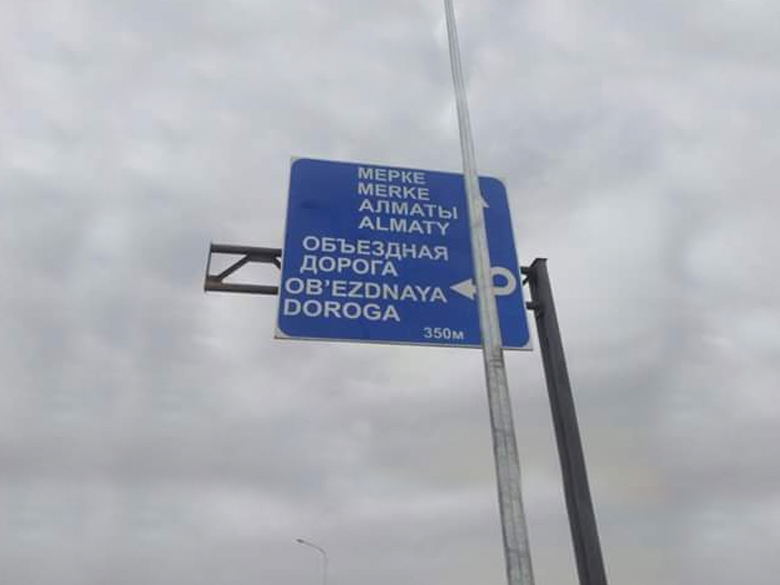 МЕРКЕ
MERKE
АЛМАТЫ
ALMATY
ОБЪЕЗДНАЯ
ДОРОГА
OB'EZDNAYA
DOROGA
350м